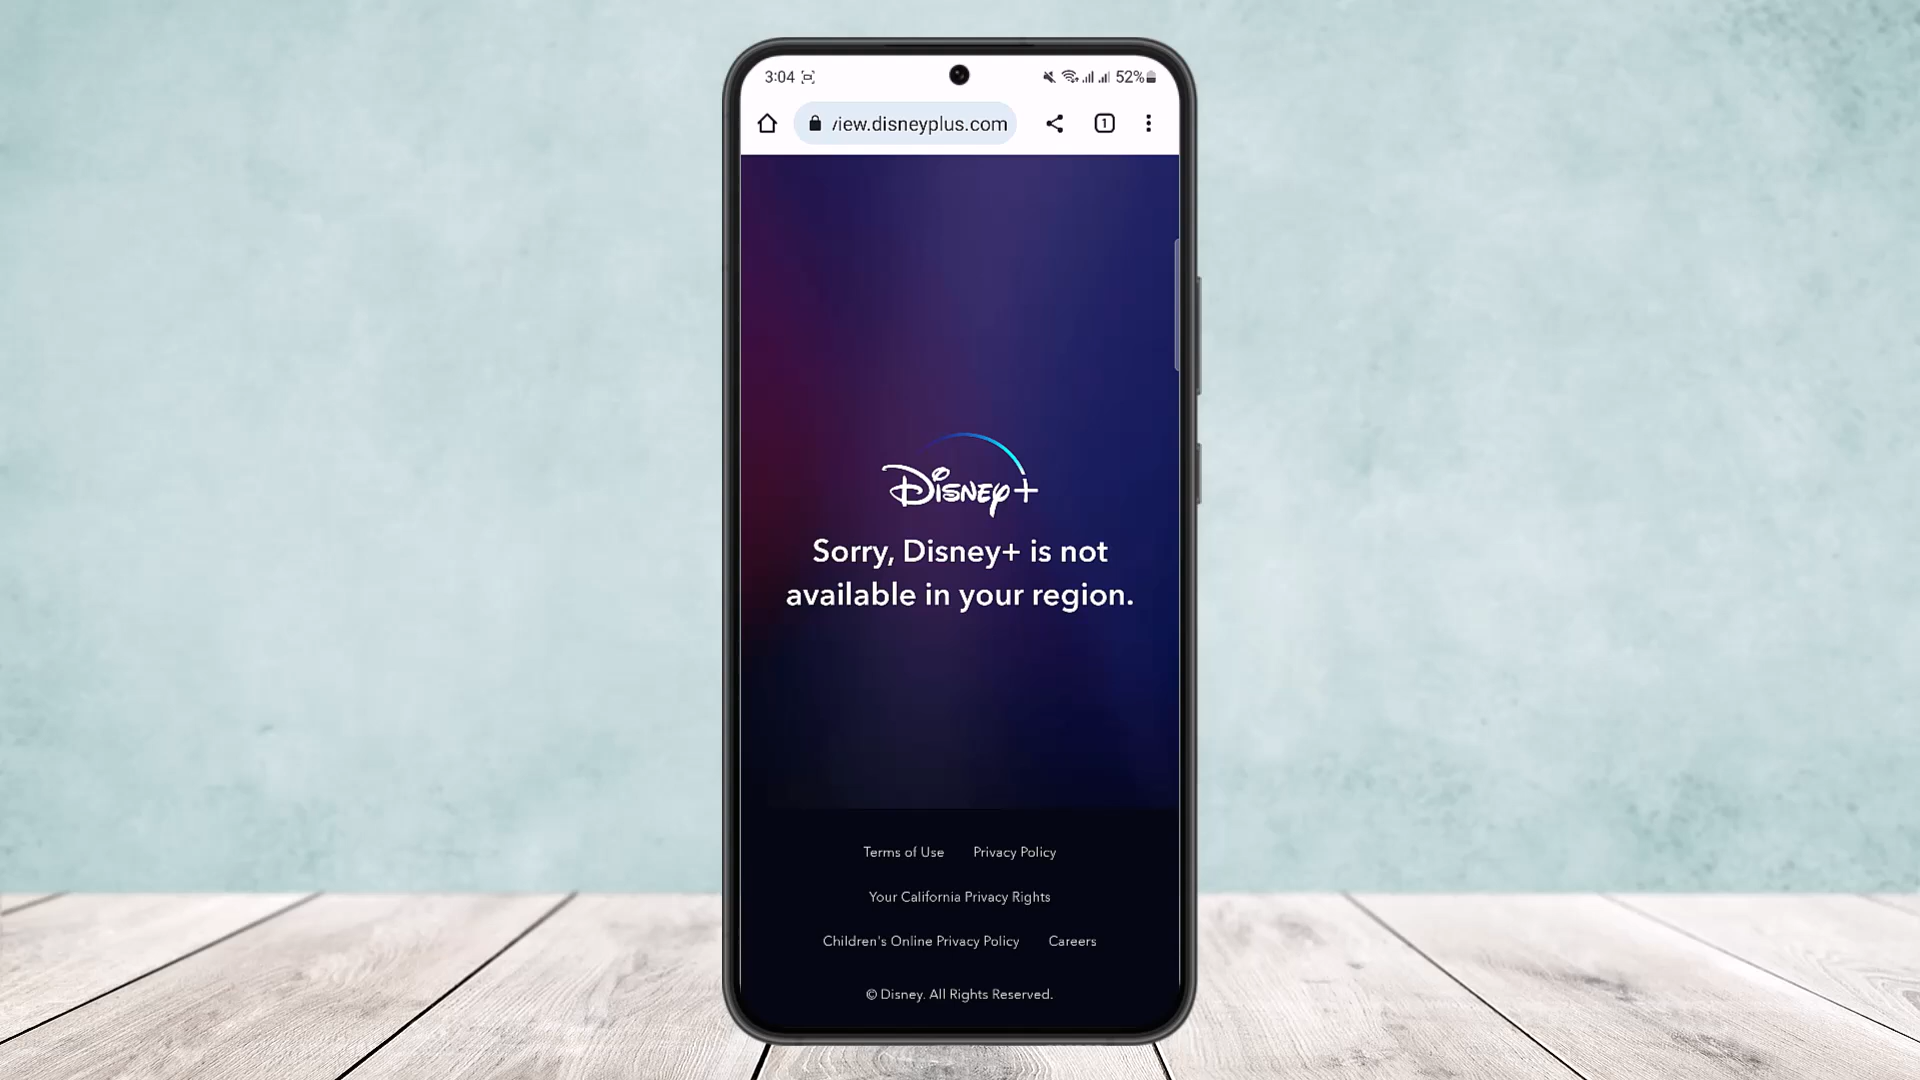 3:04 52%
/iew.disneyplus.com 1
Disney+
Sorry, Disney+ is not
available in your region.
Terms of Use Privacy Policy
Your California Privacy Rights
Children's Online Privacy Policy Careers
© Disney. All Rights Reserved.